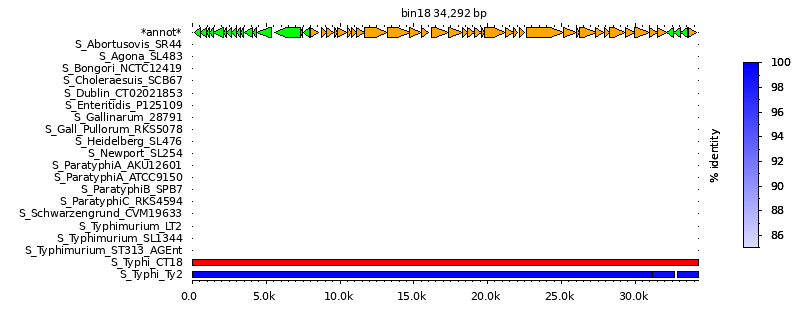 bin18 34,292 bp
*annot*
S_Abortusovis_SR44
S_Agona_SL483
S_Bongori_NCTC12419
S_Choleraesuis_SCB67
S_Dublin_CT02021853
S_Enteritidis_P125109
S_Gallinarum_28791
S_Gall_Pullorum_RKS5078
S_Heidelberg_SL476
S_Newport_SL254
S_ParatyphiA_AKU12601
S_ParatyphiA_ATCC9150
S_ParatyphiB_SPB7
S_ParatyphiC_RKS4594
S_Schwarzengrund_CVM19633
S_Typhimurium_LT2
S_Typhimurium_SL1344
S_Typhimurium_ST313_AGEnt
S_Typhi_CT18
S_Typhi_Ty2
0.0 5.0k 10.0k 15.0k 20.0k 25.0k 30.0k
% identity
100
98
96
94
92
90
88
86